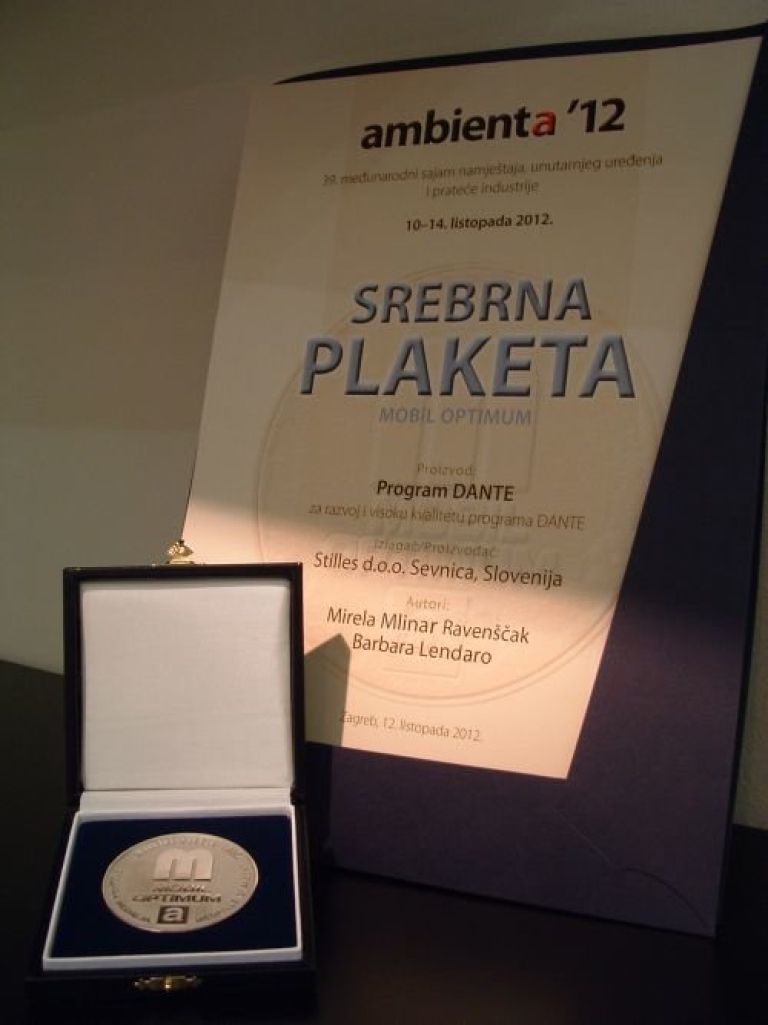 ambienta '12
39. međunarodni sajam namještaja, unutarnjeg uređenja
i prateće industrije
10–14. listopada 2012.
SREBRNA
PLAKETA
MOBIL OPTIMUM
Proizvod:
Program DANTE
za razvoj i visoku kvalitetu programa DANTE
Izlagač/Proizvođač:
Stilles d.o.o. Sevnica, Slovenija
Autori:
Mirela Mlinar Ravenščak
Barbara Lendaro
Zagreb, 12. listopada 2012.
m
MOBIL
OPTIMUM
a